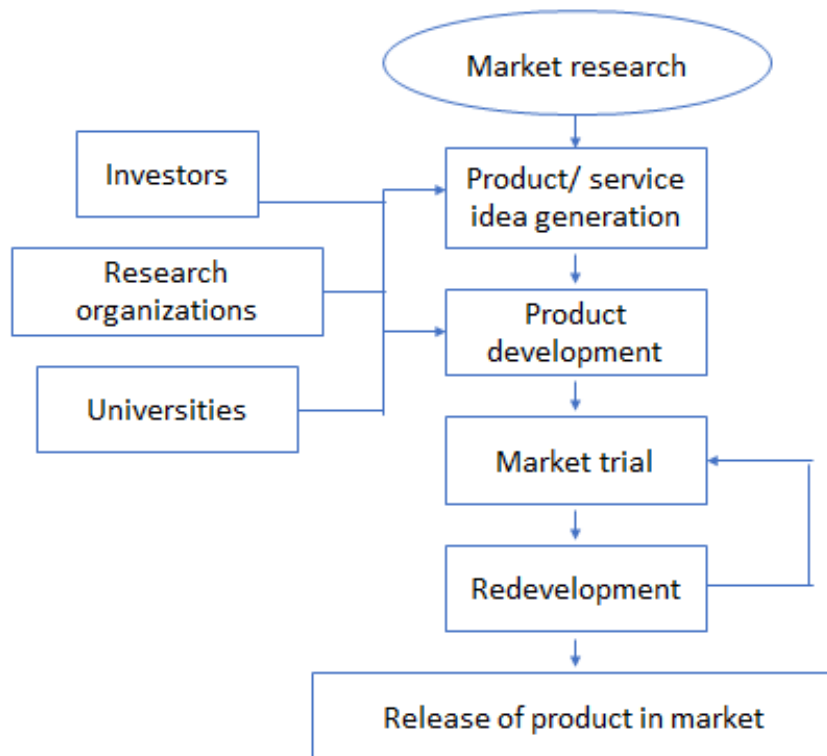 Market research
Investors
Product/ service
idea generation
Research
organizations
Product
development
Universities
Market trial
Redevelopment
Release of product in market